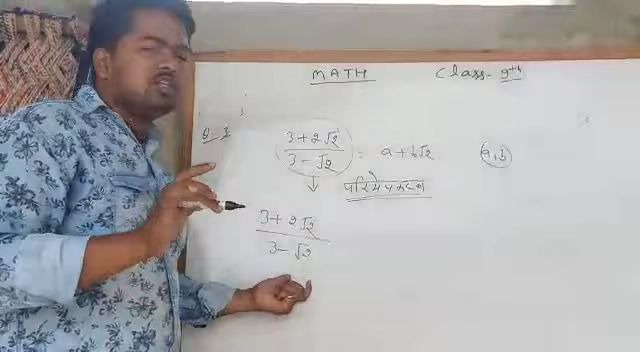 MATH Class- 9th
Q. 1 3+2√2 / 3-√2 = a+b√2 (a,b)
↓ परिमेयकरण
3+2√2 / 3-√2